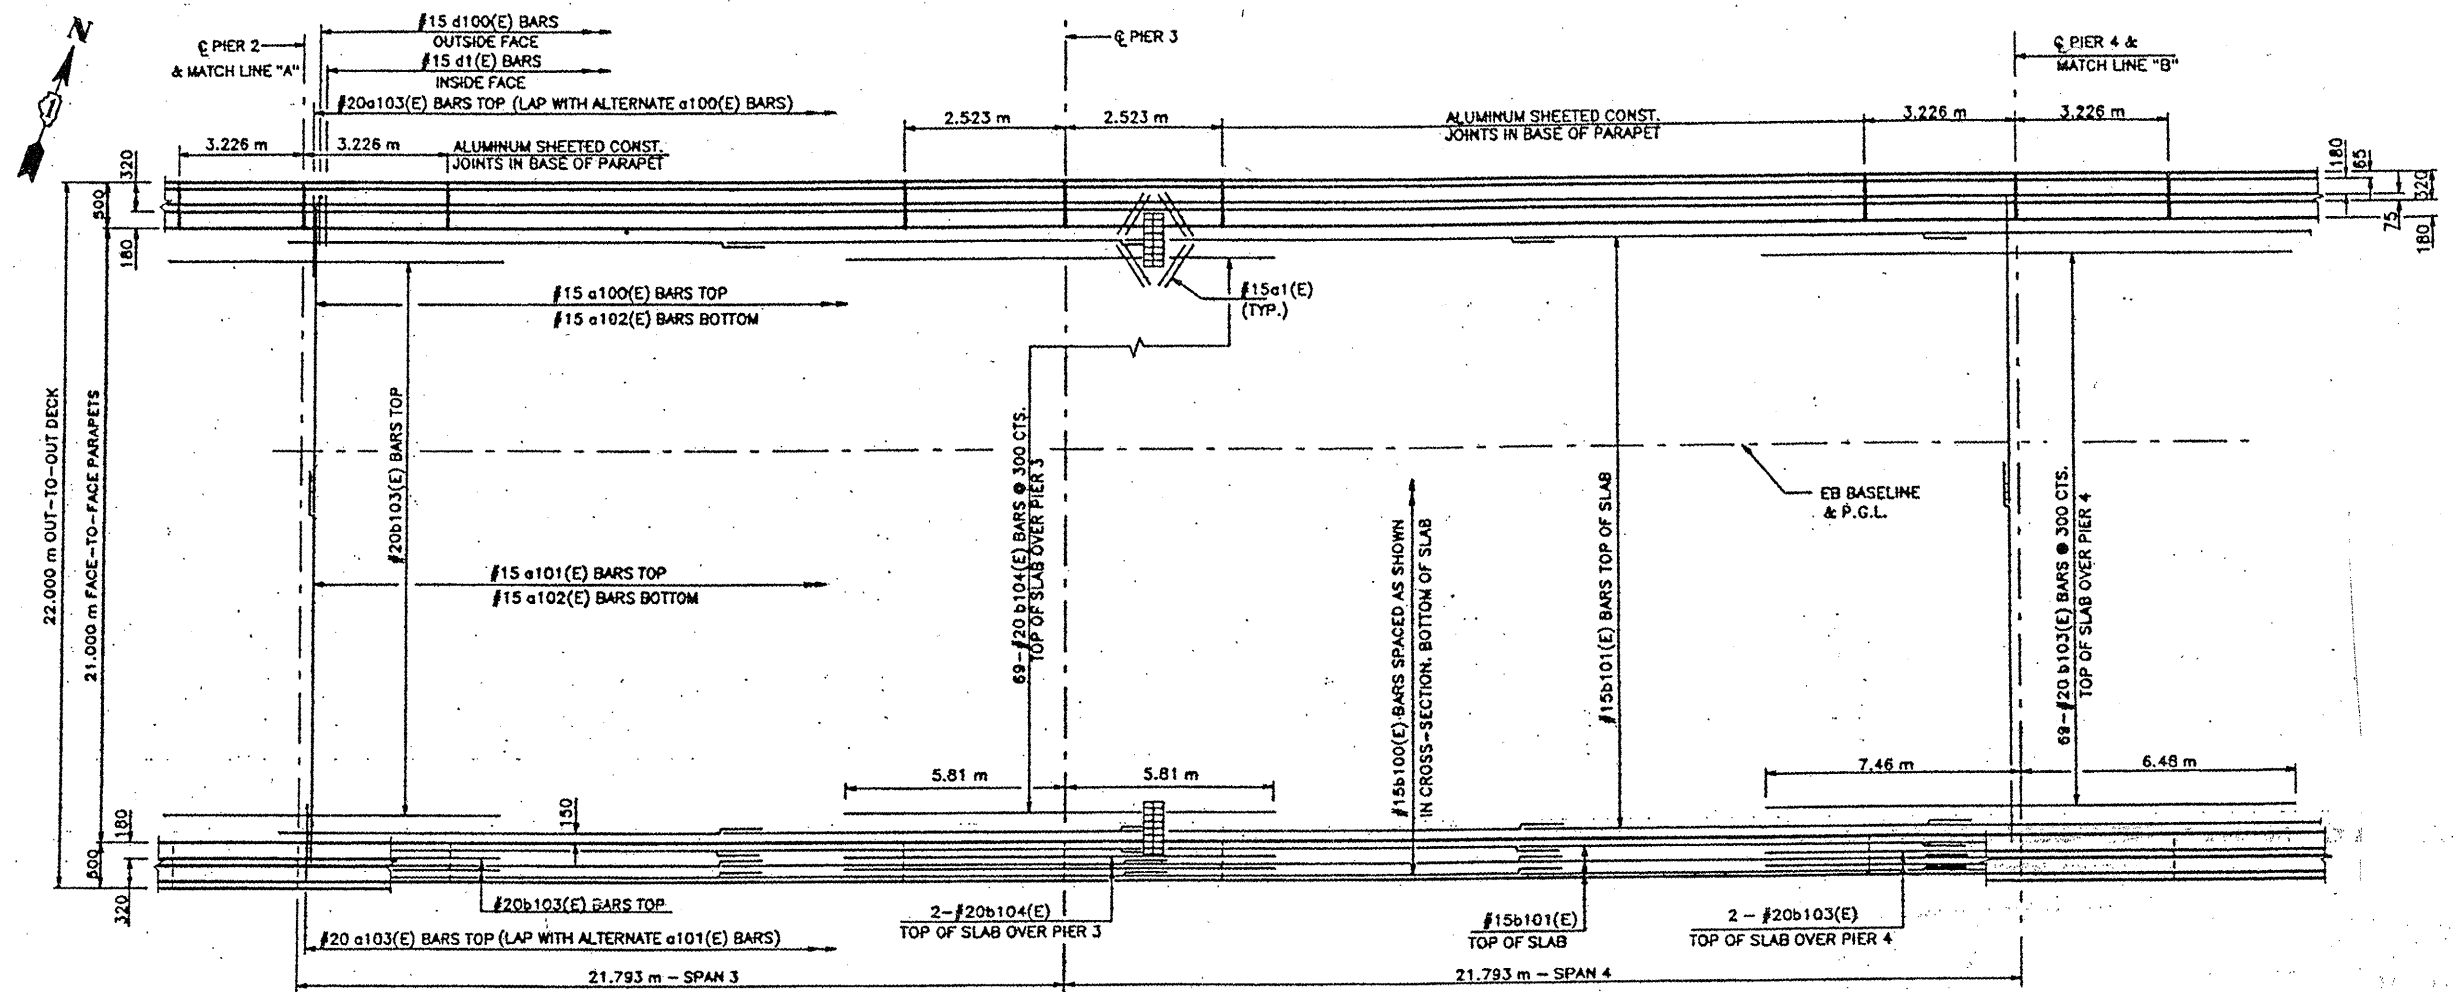 N
1
℄ PIER 2
& MATCH LINE "A"
#15 d100(E) BARS
OUTSIDE FACE
#15 d1(E) BARS
INSIDE FACE
#20a103(E) BARS TOP (LAP WITH ALTERNATE a100(E) BARS)
℄ PIER 3
℄ PIER 4 &
MATCH LINE "B"
3.226 m
3.226 m
ALUMINUM SHEETED CONST.
JOINTS IN BASE OF PARAPET
2.523 m
2.523 m
ALUMINUM SHEETED CONST.
JOINTS IN BASE OF PARAPET
3.226 m
3.226 m
320
500
180
180
65
320
75
180
#15 a100(E) BARS TOP
#15 a102(E) BARS BOTTOM
#15a1(E)
(TYP.)
22.000 m OUT-TO-OUT DECK
21.000 m FACE-TO-FACE PARAPETS
#20b103(E) BARS TOP
69-#20 b104(E) BARS @ 300 CTS.
TOP OF SLAB OVER PIER 3
#15b100(E) BARS SPACED AS SHOWN
IN CROSS-SECTION. BOTTOM OF SLAB
#15b101(E) BARS TOP OF SLAB
EB BASELINE
& P.G.L.
69-#20 b103(E) BARS @ 300 CTS.
TOP OF SLAB OVER PIER 4
#15 a101(E) BARS TOP
#15 a102(E) BARS BOTTOM
5.81 m
5.81 m
7.46 m
6.48 m
180
500
320
150
#20b103(E) BARS TOP
2-#20b104(E)
TOP OF SLAB OVER PIER 3
#15b101(E)
TOP OF SLAB
2 - #20b103(E)
TOP OF SLAB OVER PIER 4
#20 a103(E) BARS TOP (LAP WITH ALTERNATE a101(E) BARS)
21.793 m - SPAN 3
21.793 m - SPAN 4